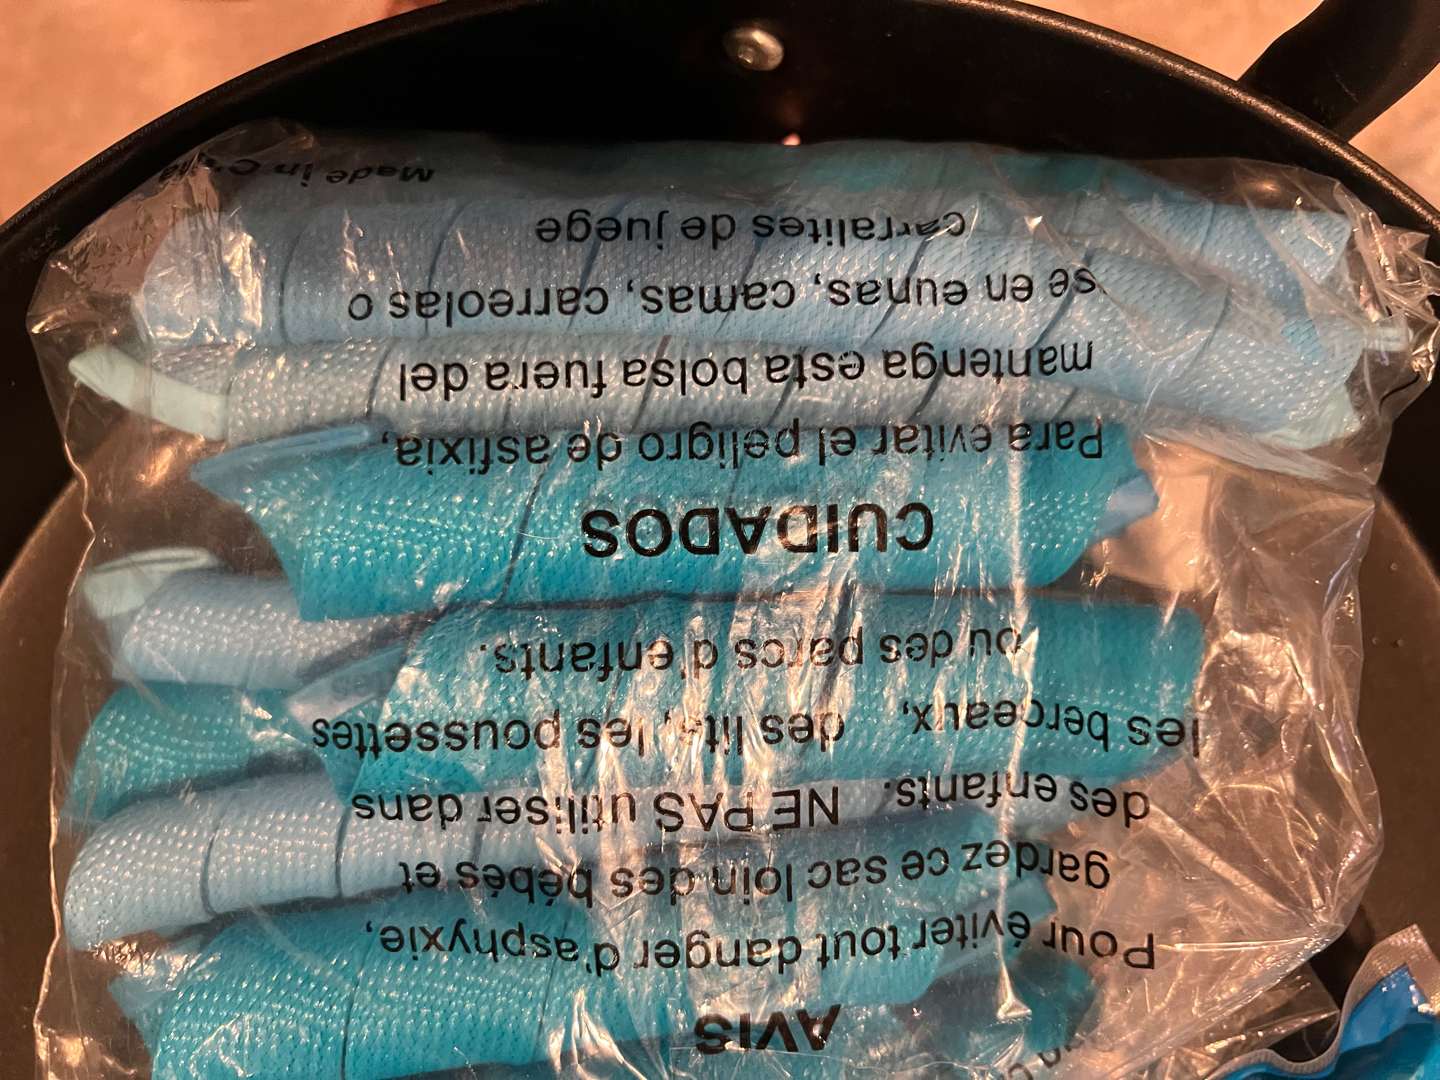 AVIS
Pour éviter tout danger d'asphyxie,
gardez ce sac loin des bébés et
des enfants. NE PAS utiliser dans
les berceaux, des lits, les poussettes
ou des parcs d'enfants.
CUIDADOS
Para evitar el peligro de asfixia,
mantenga esta bolsa fuera del
se en eunas, camas, carreolas o
carralites de juege
Made in China